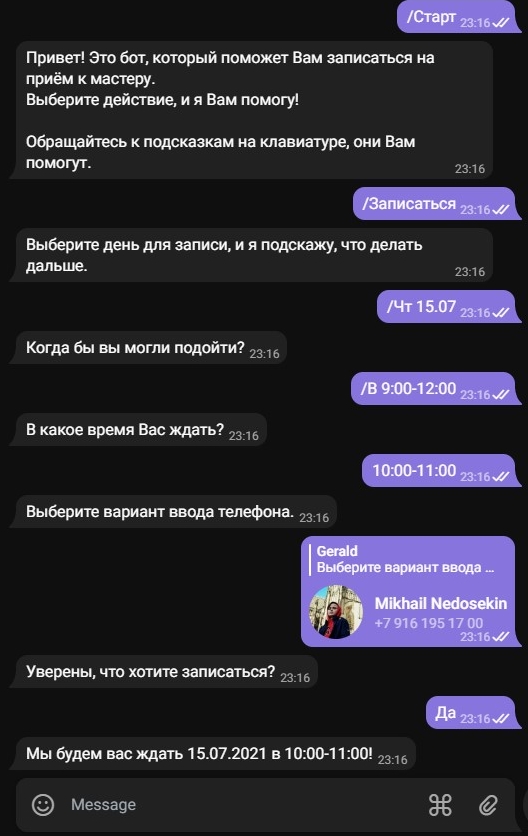 /Старт 23:16
Привет! Это бот, который поможет Вам записаться на
приём к мастеру.
Выберите действие, и я Вам помогу!
Обращайтесь к подсказкам на клавиатуре, они Вам
помогут. 23:16
/Записаться 23:16
Выберите день для записи, и я подскажу, что делать
дальше. 23:16
/Чт 15.07 23:16
Когда бы вы могли подойти? 23:16
/В 9:00-12:00 23:16
В какое время Вас ждать? 23:16
10:00-11:00 23:16
Выберите вариант ввода телефона. 23:16
Gerald
Выберите вариант ввода ...
Mikhail Nedosekin
+7 916 195 17 00
23:16
Уверены, что хотите записаться? 23:16
Да 23:16
Мы будем вас ждать 15.07.2021 в 10:00-11:00! 23:16
Message